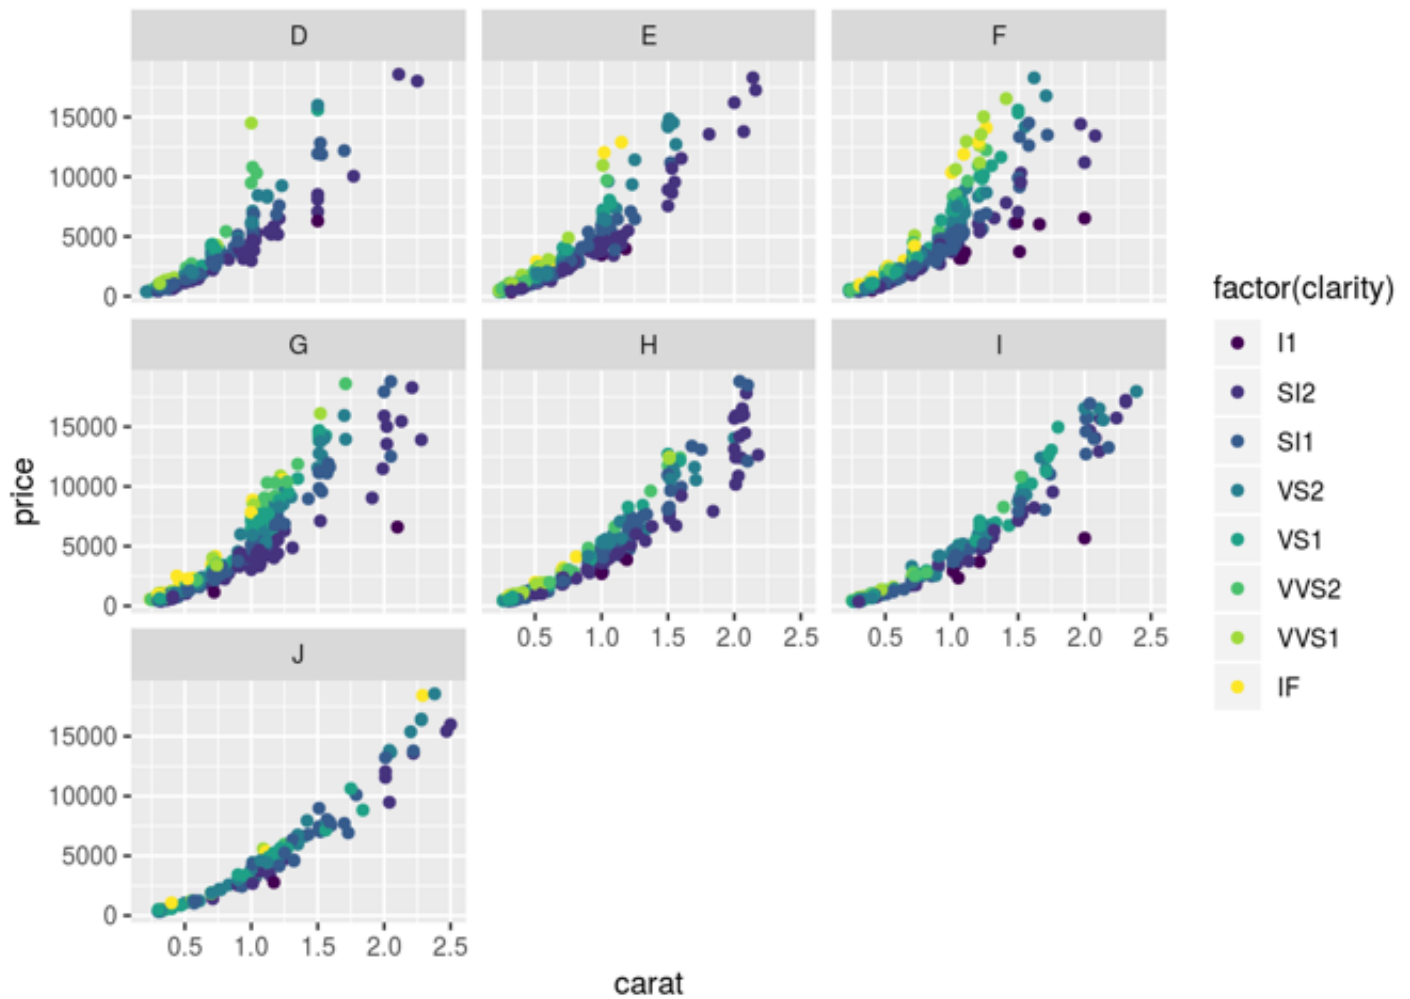 D E F
15000
10000
5000
0
G H I
15000
10000
5000
0
0.5 1.0 1.5 2.0 2.5 0.5 1.0 1.5 2.0 2.5
J
15000
10000
5000
0
0.5 1.0 1.5 2.0 2.5
carat
price
factor(clarity)
I1
SI2
SI1
VS2
VS1
VVS2
VVS1
IF